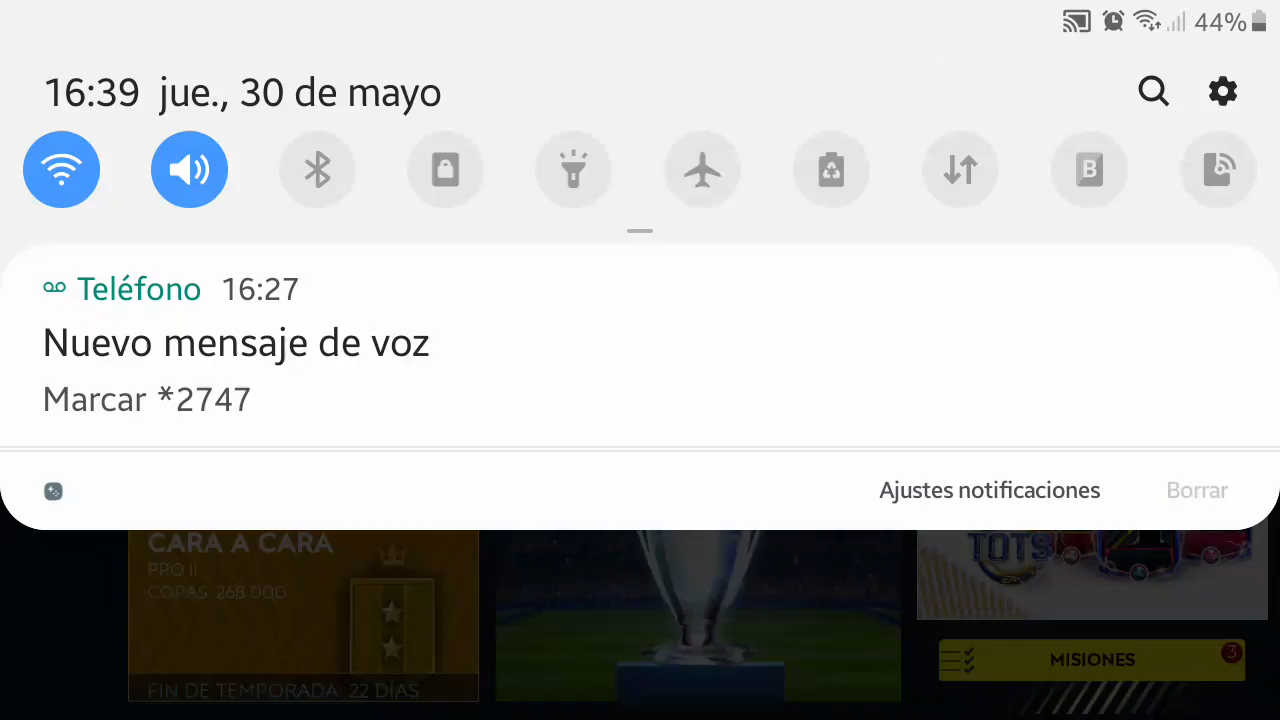 44%
16:39 jue., 30 de mayo
B
Teléfono 16:27
Nuevo mensaje de voz
Marcar *2747
Ajustes notificaciones Borrar
CARA A CARA
PRO II
COPAS 268 000
FIN DE TEMPORADA 22 DÍAS
TOTS
EA
MISIONES
3